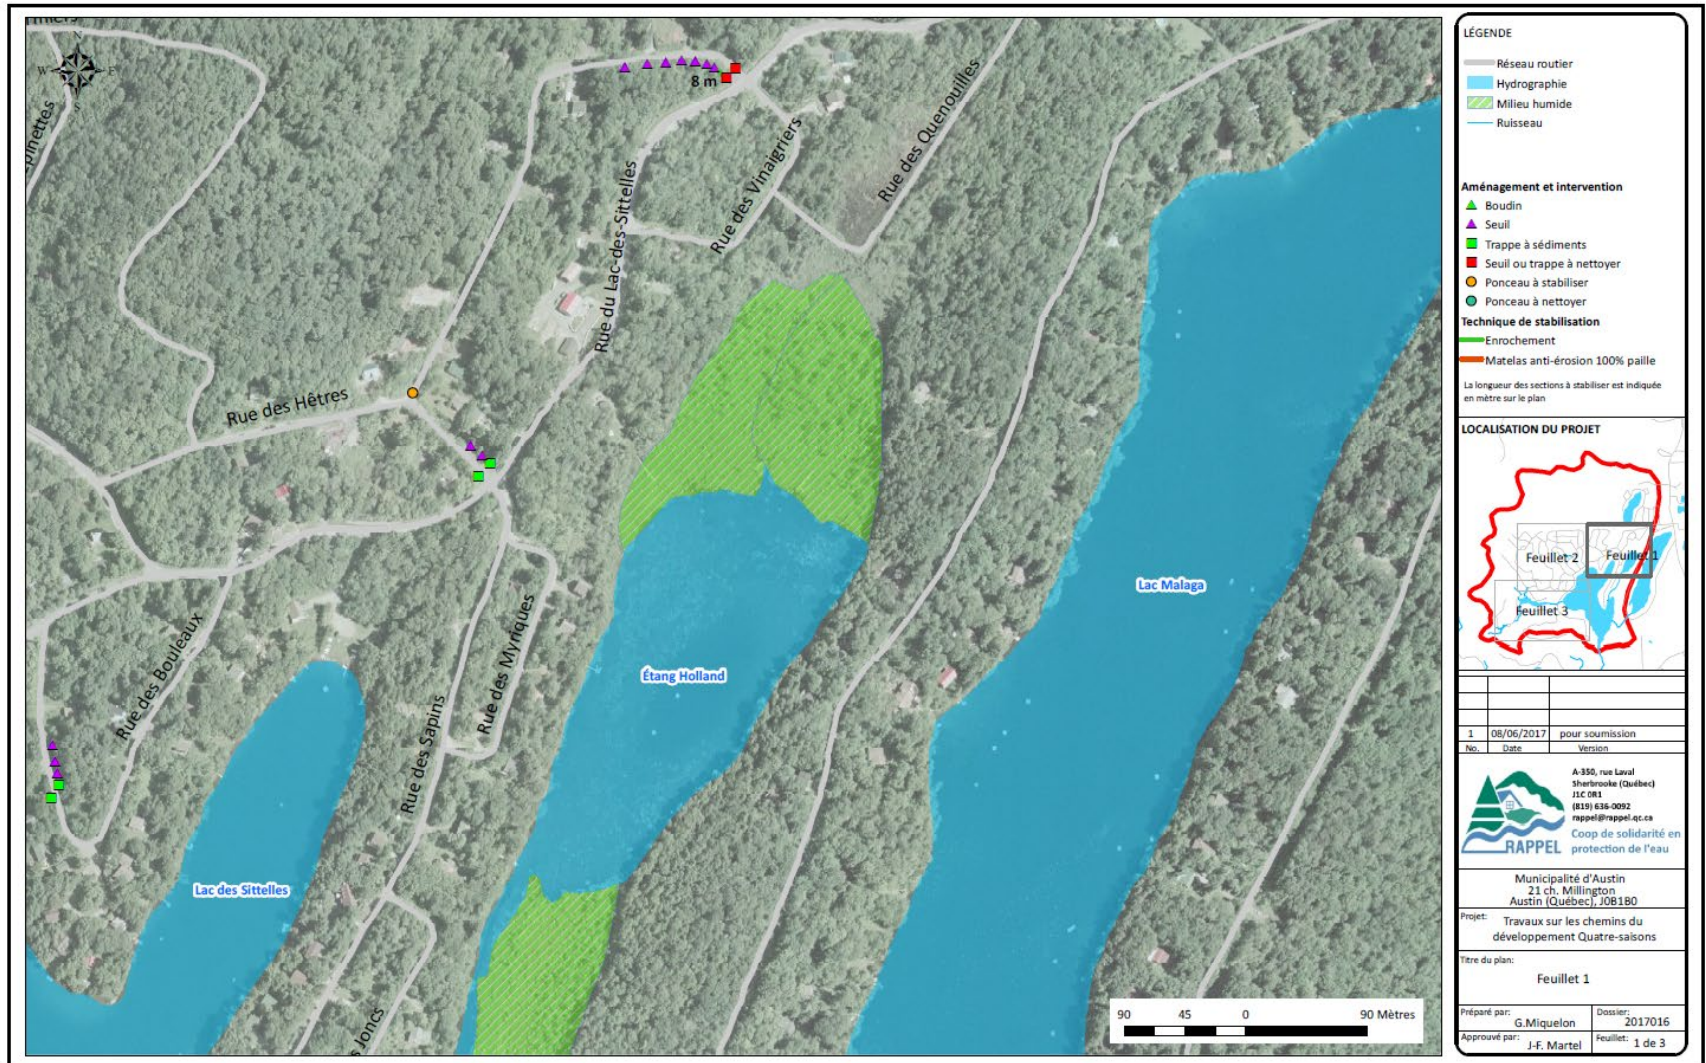 N
W E
S
8 m
Rue des Quenouilles
Rue des Vinaigriers
Rue du Lac-des-Sittelles
Rue des Hêtres
Rue des Bouleaux
Rue des Myriques
Rue des Sapins
Étang Holland
Lac Malaga
Lac des Sittelles
90 45 0 90 Mètres
LÉGENDE
Réseau routier
Hydrographie
Milieu humide
Ruisseau
Aménagement et intervention
Boudin
Seuil
Trappe à sédiments
Seuil ou trappe à nettoyer
Ponceau à stabiliser
Ponceau à nettoyer
Technique de stabilisation
Enrochement
Matelas anti-érosion 100% paille
La longueur des sections à stabiliser est indiquée
en mètre sur le plan
LOCALISATION DU PROJET
Feuillet 2
Feuillet 1
Feuillet 3
1 08/06/2017 pour soumission
No. Date Version
A-350, rue Laval
Sherbrooke (Québec)
J1C 0R1
(819) 636-0092
rappel@rappel.qc.ca
Coop de solidarité en
protection de l'eau
RAPPEL
Municipalité d'Austin
21 ch. Millington
Austin (Québec), J0B1B0
Projet: Travaux sur les chemins du
développement Quatre-saisons
Titre du plan:
Feuillet 1
Préparé par: G.Miquelon
Dossier: 2017016
Approuvé par: J-F. Martel
Feuillet: 1 de 3